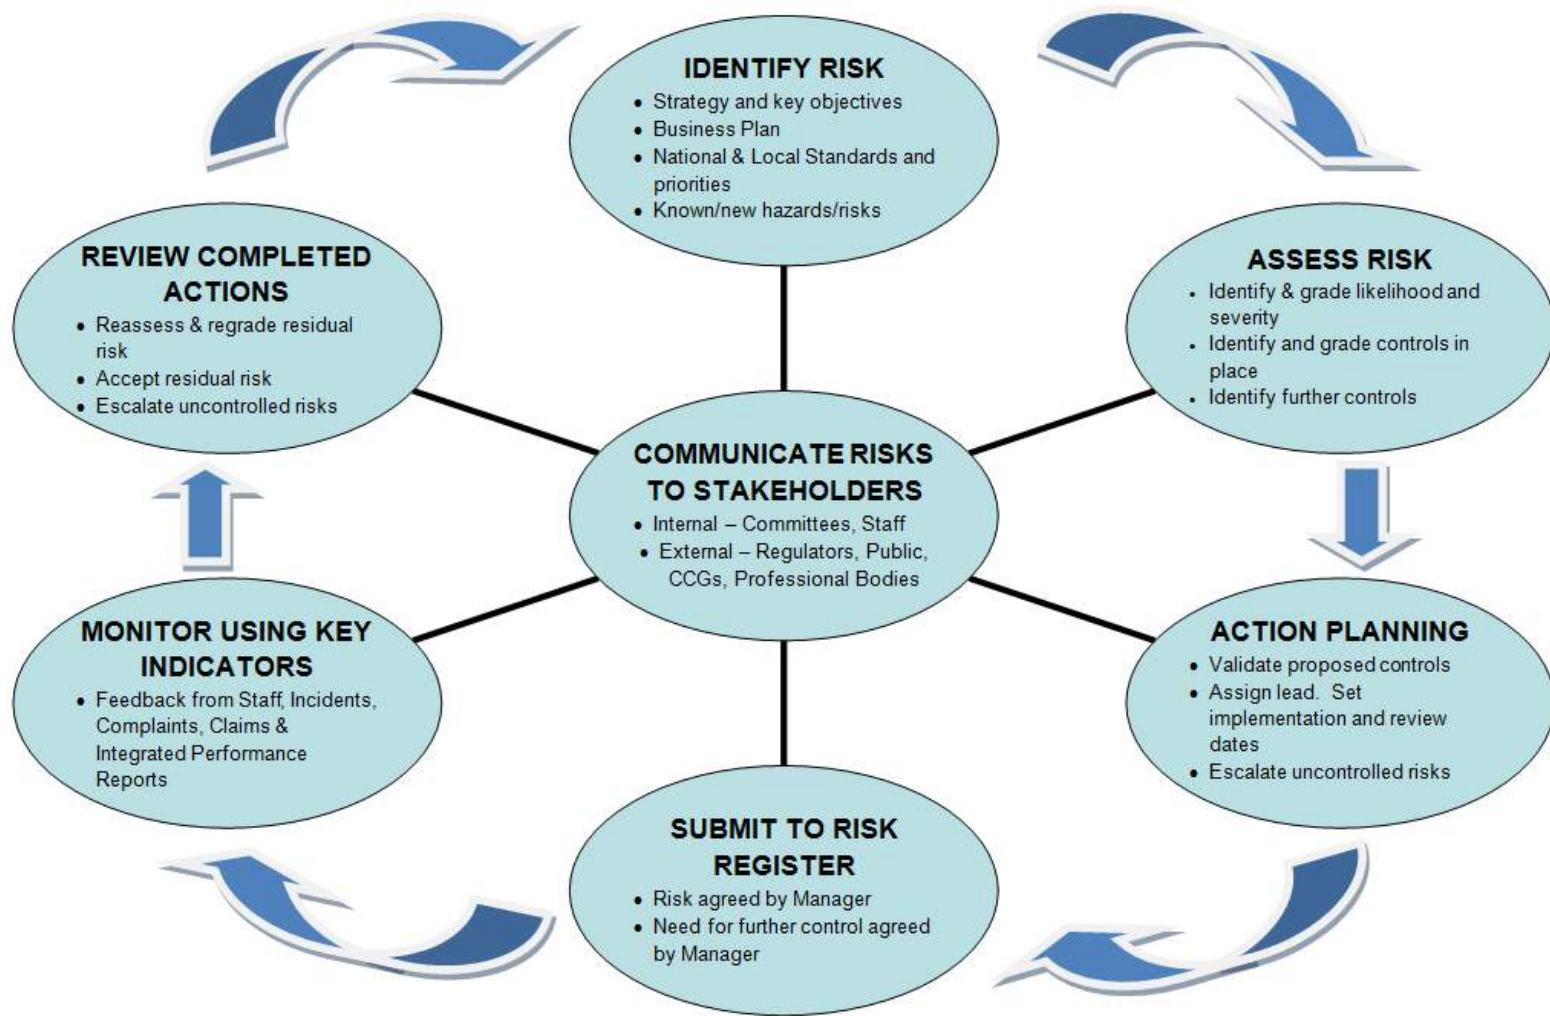 IDENTIFY RISK
• Strategy and key objectives
• Business Plan
• National & Local Standards and
priorities
• Known/new hazards/risks
ASSESS RISK
• Identify & grade likelihood and
severity
• Identify and grade controls in
place
• Identify further controls
ACTION PLANNING
• Validate proposed controls
• Assign lead. Set
implementation and review
dates
• Escalate uncontrolled risks
SUBMIT TO RISK
REGISTER
• Risk agreed by Manager
• Need for further control agreed
by Manager
MONITOR USING KEY
INDICATORS
• Feedback from Staff, Incidents,
Complaints, Claims &
Integrated Performance
Reports
REVIEW COMPLETED
ACTIONS
• Reassess & regrade residual
risk
• Accept residual risk
• Escalate uncontrolled risks
COMMUNICATE RISKS
TO STAKEHOLDERS
• Internal – Committees, Staff
• External – Regulators, Public,
CCGs, Professional Bodies